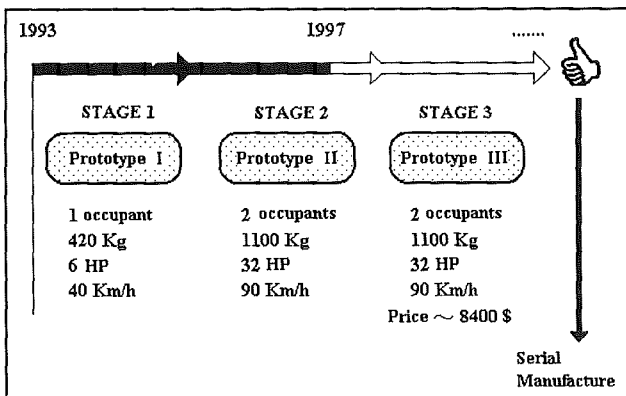 1993 1997 .......
STAGE 1 STAGE 2 STAGE 3
Prototype I Prototype II Prototype III
1 occupant 2 occupants 2 occupants
420 Kg 1100 Kg 1100 Kg
6 HP 32 HP 32 HP
40 Km/h 90 Km/h 90 Km/h
Price ~ 8400 $
Serial
Manufacture